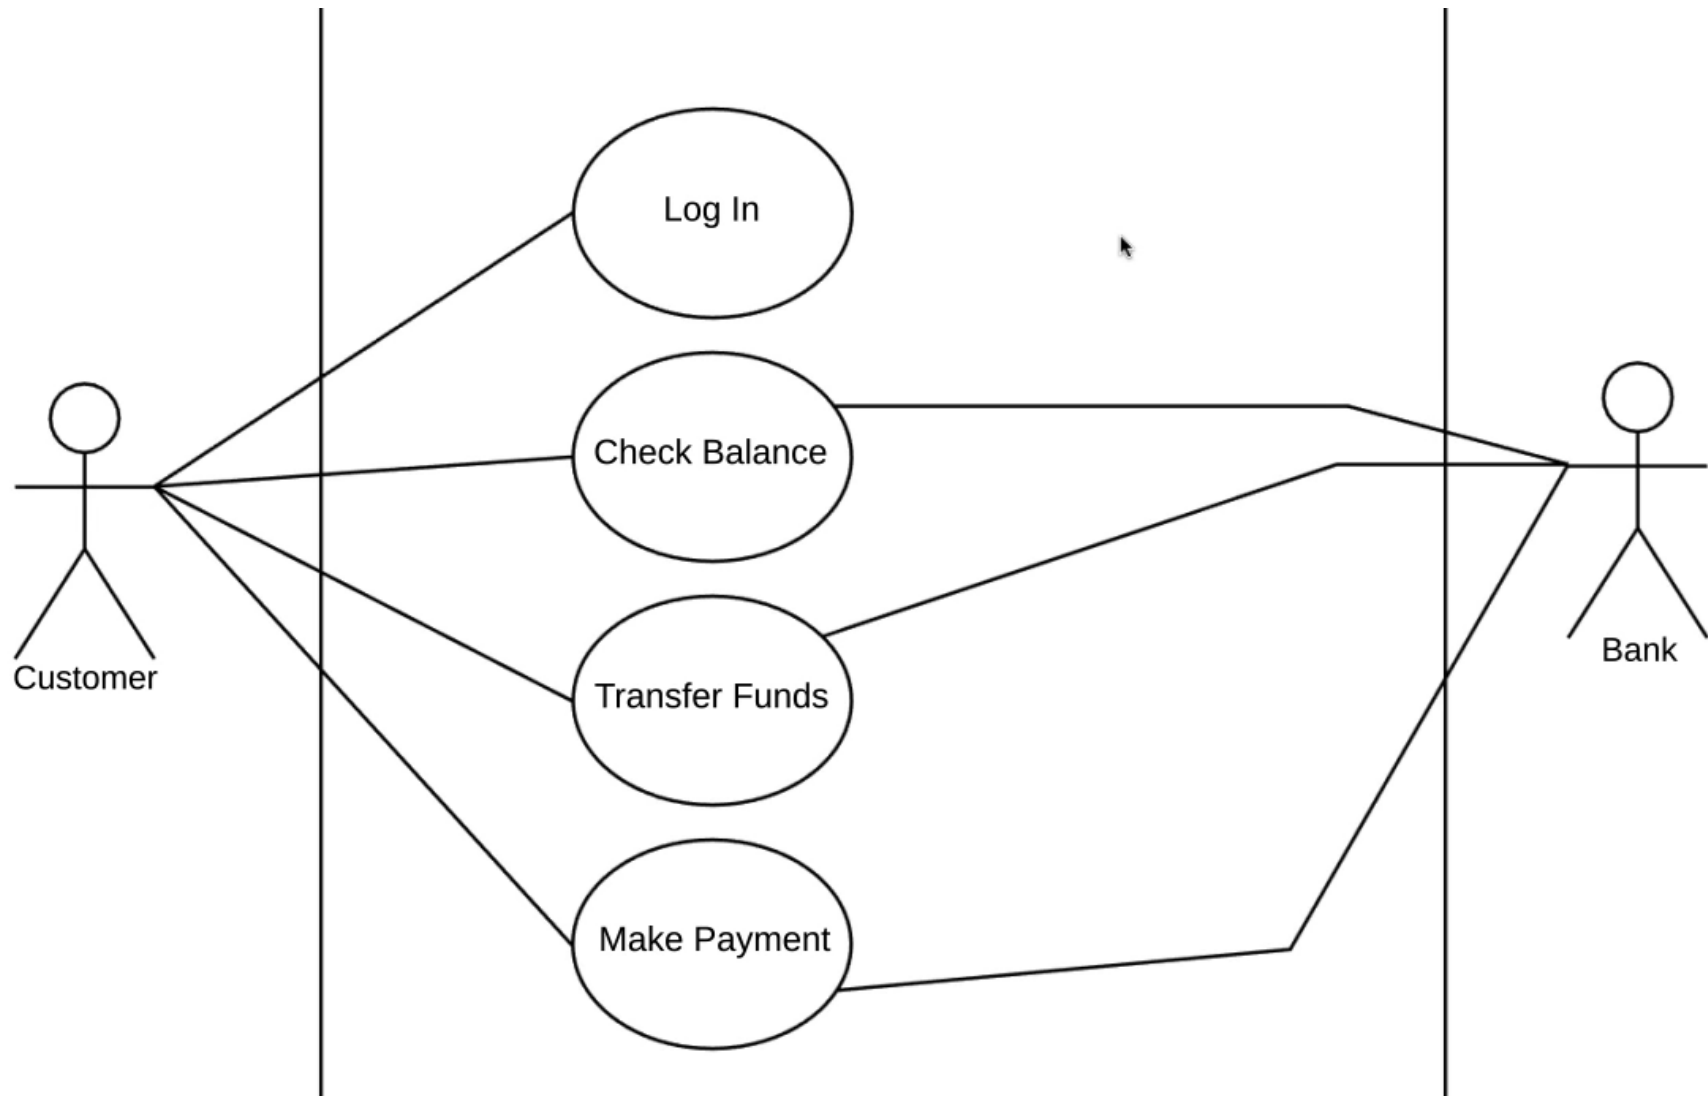 Log In
Check Balance
Transfer Funds
Make Payment
Customer
Bank